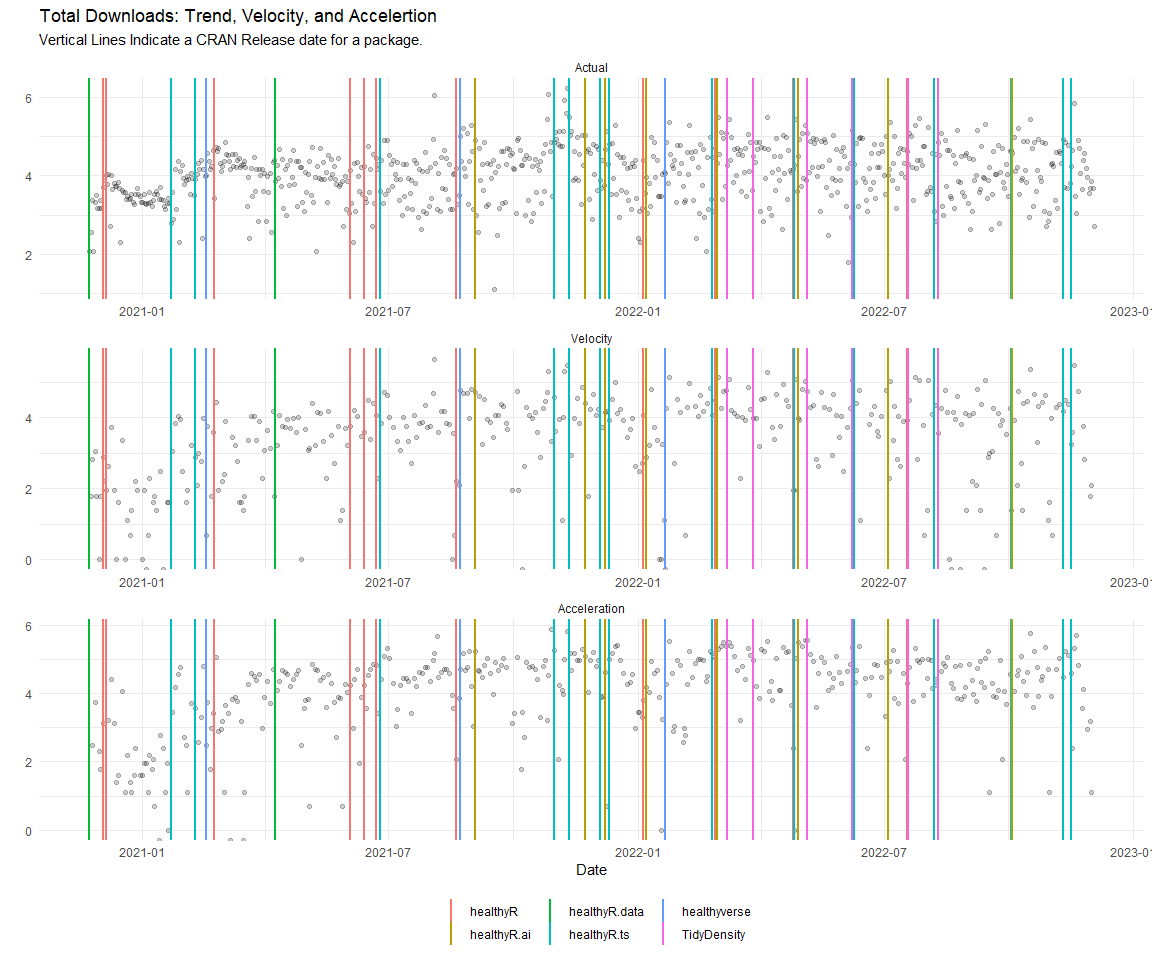 Total Downloads: Trend, Velocity, and Accelertion
Vertical Lines Indicate a CRAN Release date for a package.
Actual
6
4
2
2021-01 2021-07 2022-01 2022-07 2023-01
Velocity
4
2
0
2021-01 2021-07 2022-01 2022-07 2023-01
Acceleration
6
4
2
0
2021-01 2021-07 2022-01 2022-07 2023-01
Date
healthyR healthyR.data healthyverse
healthyR.ai healthyR.ts TidyDensity